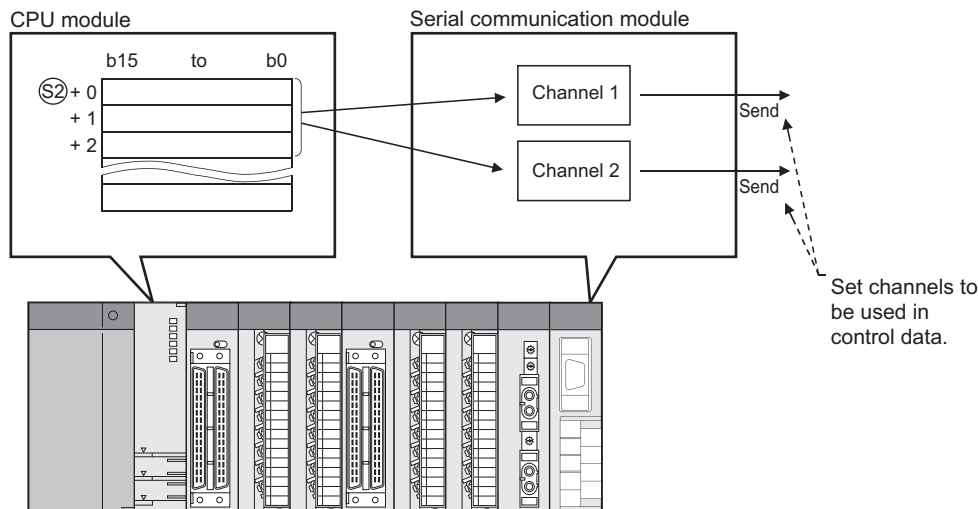 CPU module
Serial communication module
b15 to b0
S2 + 0
+ 1
+ 2
Channel 1
Send
Channel 2
Send
Set channels to
be used in
control data.